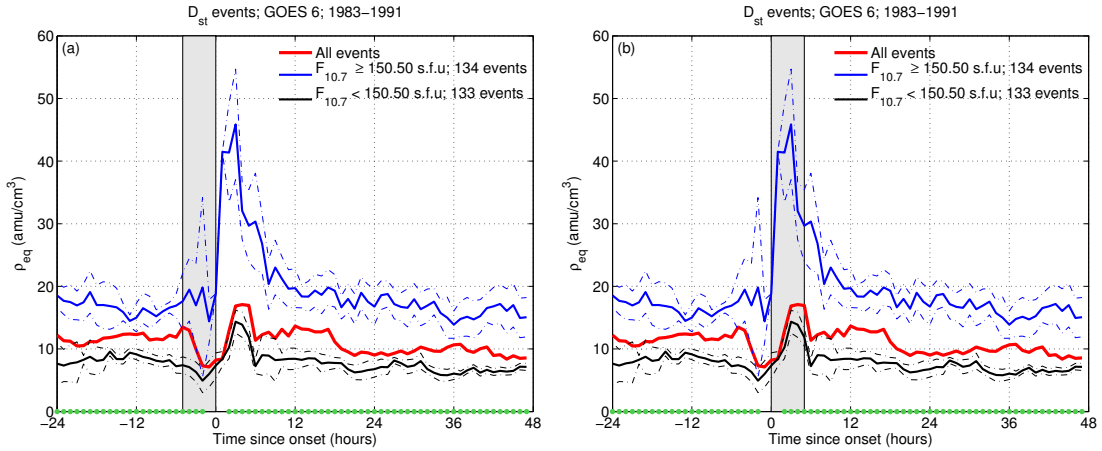 D_st events; GOES 6; 1983−1991
(a)
All events
F_10.7 ≥ 150.50 s.f.u; 134 events
F_10.7 < 150.50 s.f.u; 133 events
60
50
40
30
20
10
0
ρ_eq (amu/cm³)
−24 −12 0 12 24 36 48
Time since onset (hours)
D_st events; GOES 6; 1983−1991
(b)
All events
F_10.7 ≥ 150.50 s.f.u; 134 events
F_10.7 < 150.50 s.f.u; 133 events
60
50
40
30
20
10
0
ρ_eq (amu/cm³)
−24 −12 0 12 24 36 48
Time since onset (hours)